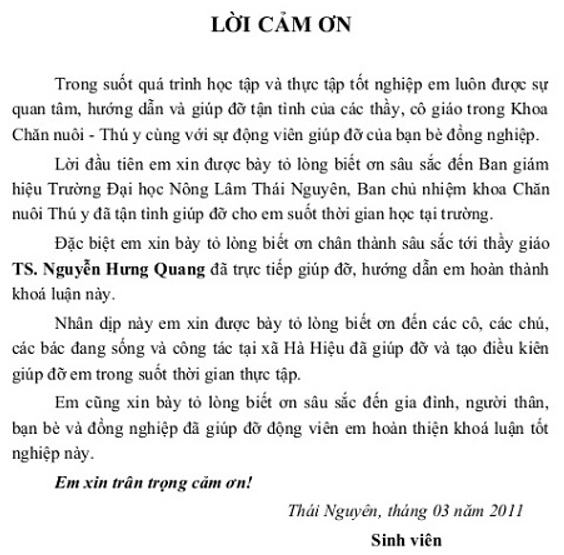 LỜI CẢM ƠN
Trong suốt quá trình học tập và thực tập tốt nghiệp em luôn được sự
quan tâm, hướng dẫn và giúp đỡ tận tình của các thầy, cô giáo trong Khoa
Chăn nuôi - Thú y cùng với sự động viên giúp đỡ của bạn bè đồng nghiệp.
Lời đầu tiên em xin được bày tỏ lòng biết ơn sâu sắc đến Ban giám
hiệu Trường Đại học Nông Lâm Thái Nguyên, Ban chủ nhiệm khoa Chăn
nuôi Thú y đã tận tình giúp đỡ cho em suốt thời gian học tại trường.
Đặc biệt em xin bày tỏ lòng biết ơn chân thành sâu sắc tới thầy giáo
TS. Nguyễn Hưng Quang đã trực tiếp giúp đỡ, hướng dẫn em hoàn thành
khoá luận này.
Nhân dịp này em xin được bày tỏ lòng biết ơn đến các cô, các chú,
các bác đang sống và công tác tại xã Hà Hiệu đã giúp đỡ và tạo điều kiên
giúp đỡ em trong suốt thời gian thực tập.
Em cũng xin bày tỏ lòng biết ơn sâu sắc đến gia đình, người thân,
bạn bè và đồng nghiệp đã giúp đỡ động viên em hoàn thiện khoá luận tốt
nghiệp này.
Em xin trân trọng cảm ơn!
Thái Nguyên, tháng 03 năm 2011
Sinh viên